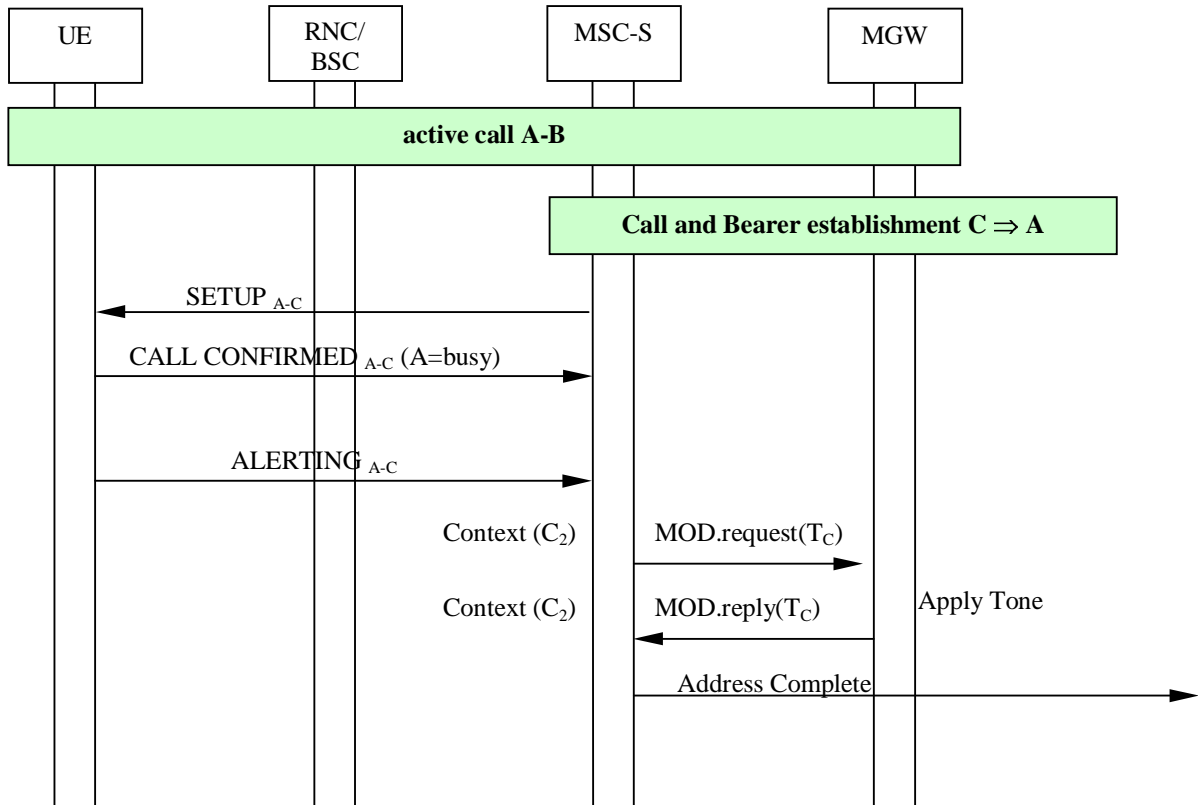 UE
RNC/
BSC
MSC-S
MGW
active call A-B
Call and Bearer establishment C ⇒ A
SETUP A-C
CALL CONFIRMED A-C (A=busy)
ALERTING A-C
Context (C2) MOD.request(TC)
Context (C2) MOD.reply(TC) Apply Tone
Address Complete